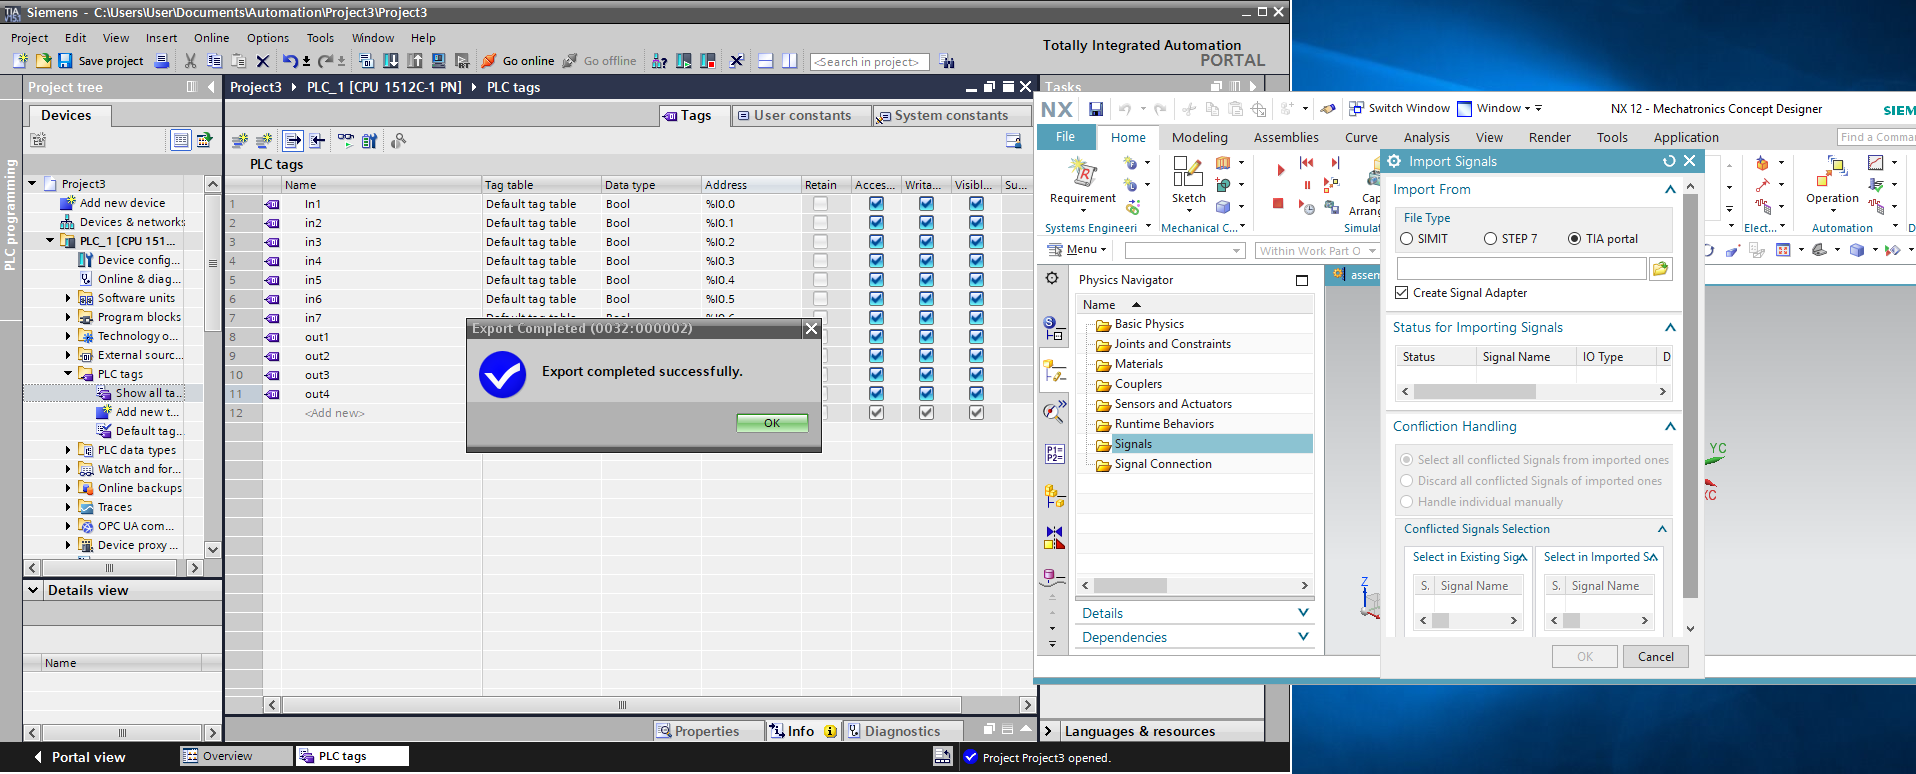 Siemens - C:\Users\User\Documents\Automation\Project3\Project3
Project Edit View Insert Online Options Tools Window Help
Totally Integrated Automation
PORTAL
Save project Go online Go offline <Search in project>
Project tree
Project3 PLC_1 [CPU 1512C-1 PN] PLC tags
Tasks
Devices
Tags User constants System constants
PLC programming
PLC tags
Name Tag table Data type Address Retain Acces... Writa... Visibl... Su...
1 In1 Default tag table Bool %I0.0
2 in2 Default tag table Bool %I0.1
3 in3 Default tag table Bool %I0.2
4 in4 Default tag table Bool %I0.3
5 in5 Default tag table Bool %I0.4
6 in6 Default tag table Bool %I0.5
7 in7 Default tag table Bool
8 out1
9 out2
10 out3
11 out4
12 <Add new>
Project3
Add new device
Devices & networks
PLC_1 [CPU 151...
Device config...
Online & diag...
Software units
Program blocks
Technology o...
External sourc...
PLC tags
Show all ta...
Add new t...
Default tag...
PLC data types
Watch and for...
Online backups
Traces
OPC UA com...
Device proxy ...
Details view
Name
Export Completed (0032:000002)
Export completed successfully.
OK
Properties Info Diagnostics
Languages & resources
Portal view Overview PLC tags
Project Project3 opened.
NX Switch Window Window NX 12 - Mechatronics Concept Designer SIEM
File Home Modeling Assemblies Curve Analysis View Render Tools Application Find a Comma
Requirement
Systems Engineeri
Sketch
Mechanical C...
Cap
Arrang
Simulat
Elect...
Operation
Automation
D
Menu
Within Work Part O
assem
Physics Navigator
Name
Basic Physics
Joints and Constraints
Materials
Couplers
Sensors and Actuators
Runtime Behaviors
Signals
Signal Connection
Details
Dependencies
P1=
P2=
Z
YC
XC
Import Signals
Import From
File Type
SIMIT STEP 7 TIA portal
Create Signal Adapter
Status for Importing Signals
Status Signal Name IO Type D
Confliction Handling
Select all conflicted Signals from imported ones
Discard all conflicted Signals of imported ones
Handle individual manually
Conflicted Signals Selection
Select in Existing Sign Select in Imported S
S. Signal Name S. Signal Name
OK Cancel